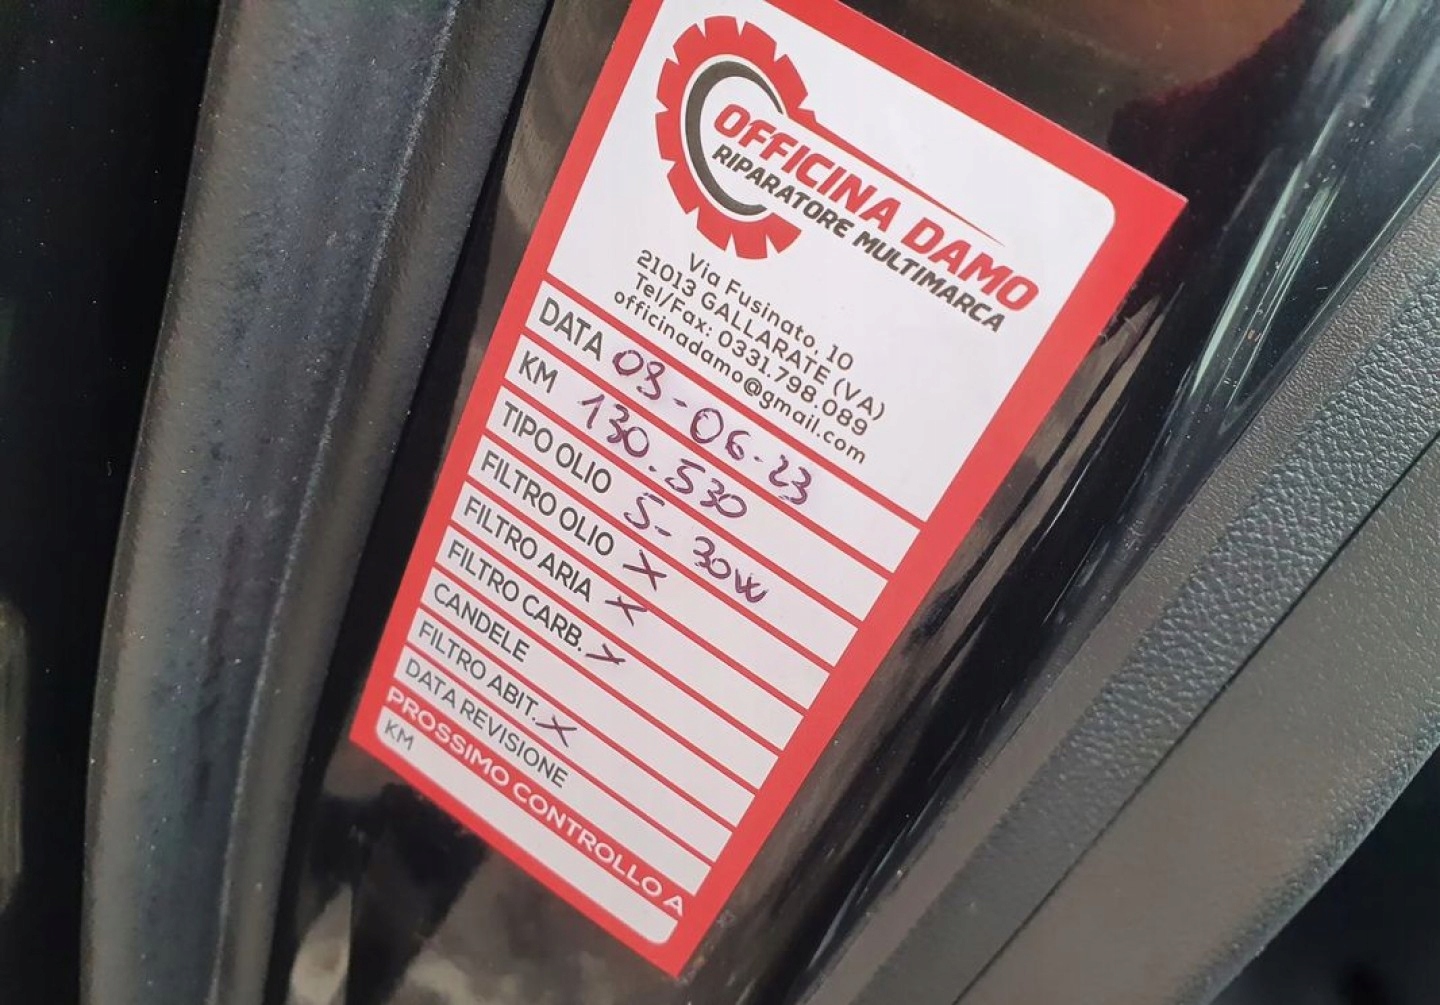 OFFICINA DAMO
RIPARATORE MULTIMARCA
Via Fusinato, 10
21013 GALLARATE (VA)
Tel/Fax: 0331.798.089
officinadamo@gmail.com
DATA 09-06-23
KM 130.530
TIPO OLIO 5-30W
FILTRO OLIO X
FILTRO ARIA X
FILTRO CARB. X
CANDELE
FILTRO ABIT. X
DATA REVISIONE
PROSSIMO CONTROLLO A
KM